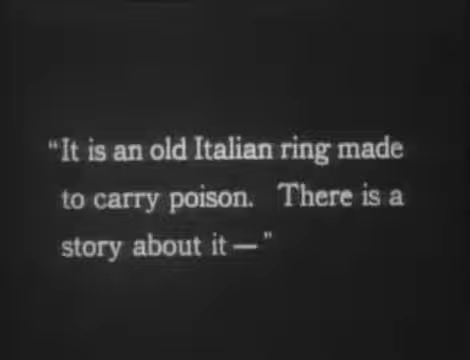 "It is an old Italian ring made
to carry poison. There is a
story about it—"